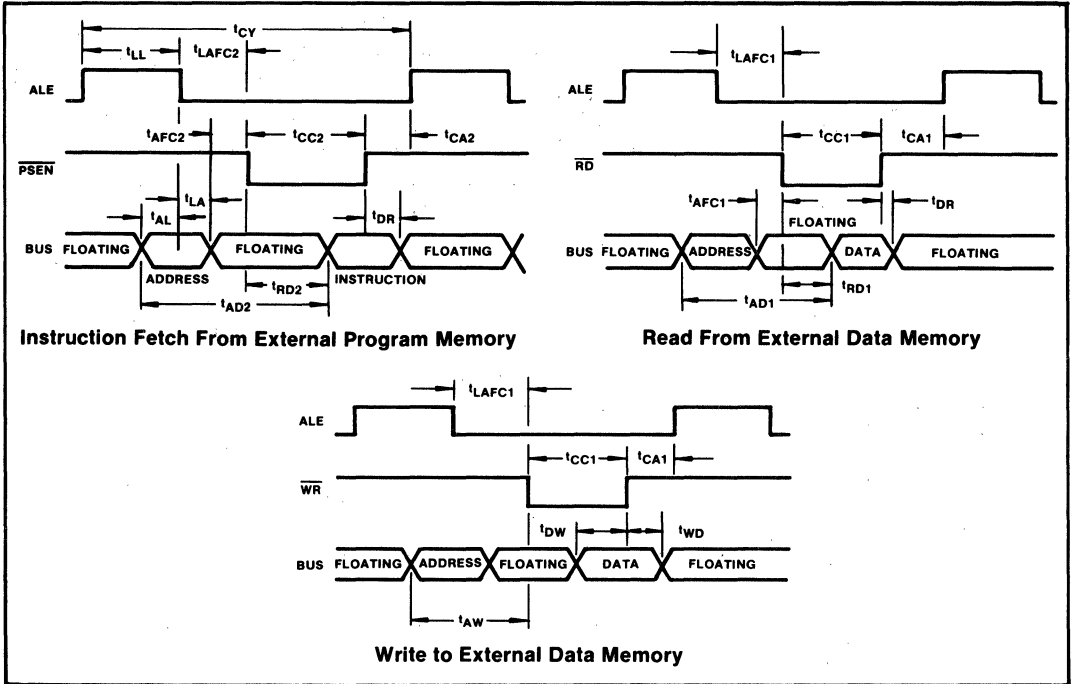 tCY
tLL
tLAFC2
ALE
tAFC2
tCC2
tCA2
PSEN
tLA
tAL
tDR
BUS
FLOATING
FLOATING
FLOATING
ADDRESS
INSTRUCTION
tRD2
tAD2
Instruction Fetch From External Program Memory
tLAFC1
ALE
tCC1
tCA1
RD
tAFC1
tDR
FLOATING
BUS
FLOATING
ADDRESS
DATA
FLOATING
tRD1
tAD1
Read From External Data Memory
tLAFC1
ALE
tCC1
tCA1
WR
tDW
tWD
BUS
FLOATING
ADDRESS
FLOATING
DATA
FLOATING
tAW
Write to External Data Memory